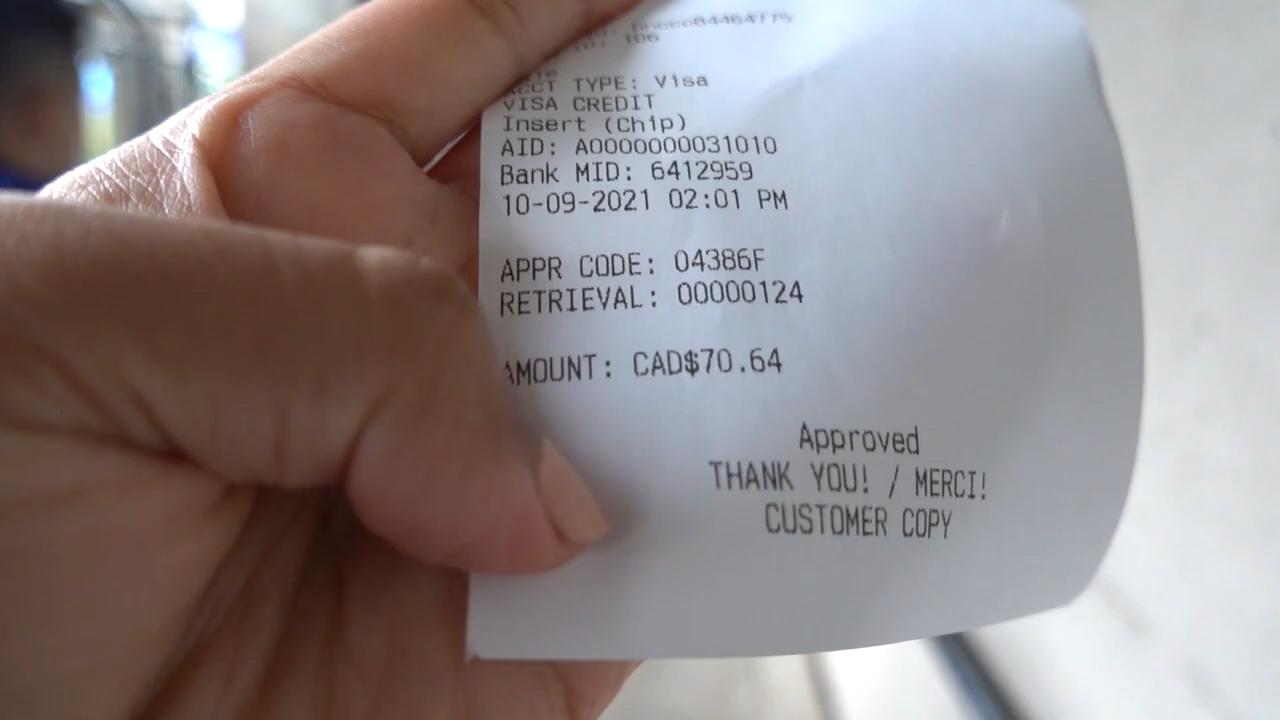 106
ACCT TYPE: Visa
VISA CREDIT
Insert (Chip)
AID: A0000000031010
Bank MID: 6412959
10-09-2021 02:01 PM
APPR CODE: 04386F
RETRIEVAL: 00000124
AMOUNT: CAD$70.64
Approved
THANK YOU! / MERCI!
CUSTOMER COPY